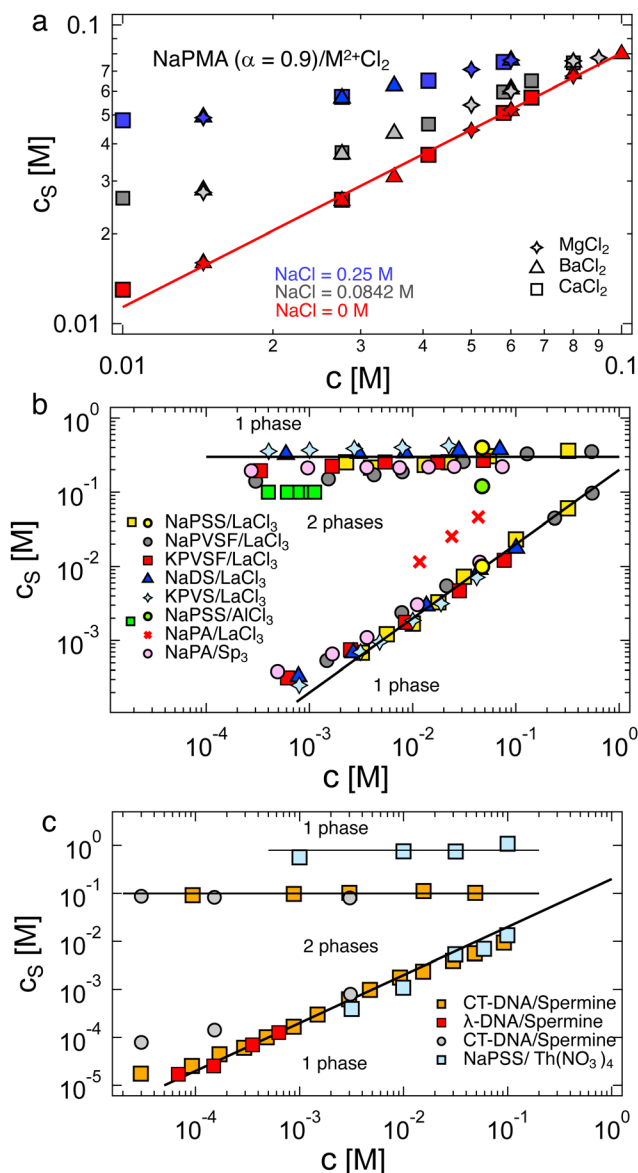 a
NaPMA (α = 0.9)/M²⁺Cl₂
0.1
7
6
5
4
3
2
0.01
c_S [M]
NaCl = 0.25 M
NaCl = 0.0842 M
NaCl = 0 M
MgCl₂
BaCl₂
CaCl₂
0.01 2 3 4 5 6 7 8 9 0.1
c [M]
b
10⁰
10⁻¹
10⁻²
10⁻³
c_S [M]
1 phase
2 phases
1 phase
NaPSS/LaCl₃
NaPVSF/LaCl₃
KPVSF/LaCl₃
NaDS/LaCl₃
KPVS/LaCl₃
NaPSS/AlCl₃
NaPA/LaCl₃
NaPA/Sp₃
10⁻⁴ 10⁻³ 10⁻² 10⁻¹ 10⁰
c [M]
c
10⁰
10⁻¹
10⁻²
10⁻³
10⁻⁴
10⁻⁵
c_S [M]
1 phase
2 phases
1 phase
CT-DNA/Spermine
λ-DNA/Spermine
CT-DNA/Spermine
NaPSS/ Th(NO₃)₄
10⁻⁴ 10⁻³ 10⁻² 10⁻¹ 10⁰
c [M]